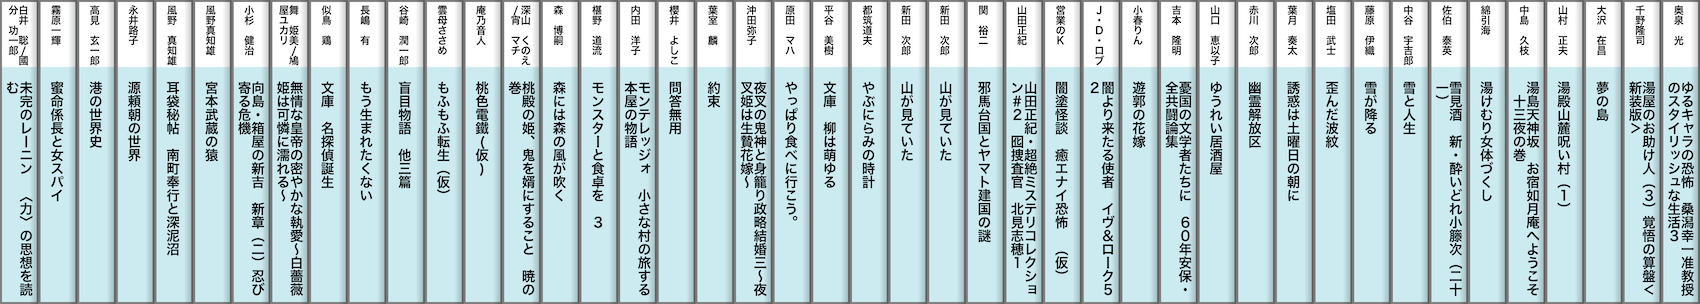 白井　聡/國
分　功一郎
未完のレーニン　〈力〉の思想を読
む
霧原一輝
蜜命係長と女スパイ
高見　玄一郎
港の世界史
永井路子
源頼朝の世界
風野　真知雄
耳袋秘帖　南町奉行と深泥沼
風野真知雄
宮本武蔵の猿
小杉　健治
向島・箱屋の新吉　新章（二）忍び
寄る危機
舞　姫美/鳩
屋ユカリ
無情な皇帝の密やかな執愛～白薔薇
姫は可憐に濡れる～
似鳥　鶏
文庫　名探偵誕生
長嶋　有
もう生まれたくない
谷崎　潤一郎
盲目物語　他三篇
雲母ささめ
もふもふ転生（仮）
庵乃音人
桃色電鐵(仮)
深山　くのえ
/宵　マチ
桃殿の姫、鬼を婿にすること　暁の
巻
森　博嗣
森には森の風が吹く
椹野　道流
モンスターと食卓を　３
内田　洋子
モンテレッジォ　小さな村の旅する
本屋の物語
櫻井　よしこ
問答無用
葉室　麟
約束
沖田弥子
夜叉の鬼神と身籠り政略結婚三～夜
叉姫は生贄花嫁～
原田　マハ
やっぱり食べに行こう。
平谷　美樹
文庫　柳は萌ゆる
都筑道夫
やぶにらみの時計
新田　次郎
山が見ていた
新田　次郎
山が見ていた
関　裕二
邪馬台国とヤマト建国の謎
山田正紀
山田正紀・超絶ミステリコレクショ
ン＃２　囮捜査官　北見志穂１
営業のＫ
闇塗怪談　癒エナイ恐怖　(仮)
Ｊ・Ｄ・ロブ
闇より来たる使者　イヴ＆ローク５
２
小春りん
遊郭の花嫁
吉本　隆明
憂国の文学者たちに　６０年安保・
全共闘論集
山口　恵以子
ゆうれい居酒屋
赤川　次郎
幽霊解放区
葉月　奏太
誘惑は土曜日の朝に
塩田　武士
歪んだ波紋
藤原　伊織
雪が降る
中谷　宇吉郎
雪と人生
佐伯　泰英
雪見酒　新・酔いどれ小籐次（二十
一）
綿引海
湯けむり女体づくし
中島　久枝
湯島天神坂　お宿如月庵へようこそ
　十三夜の巻
山村　正夫
湯殿山麓呪い村（１）
大沢　在昌
夢の島
千野隆司
湯屋のお助け人（３）覚悟の算盤＜
新装版＞
奥泉　光
ゆるキャラの恐怖　桑潟幸一准教授
のスタイリッシュな生活３